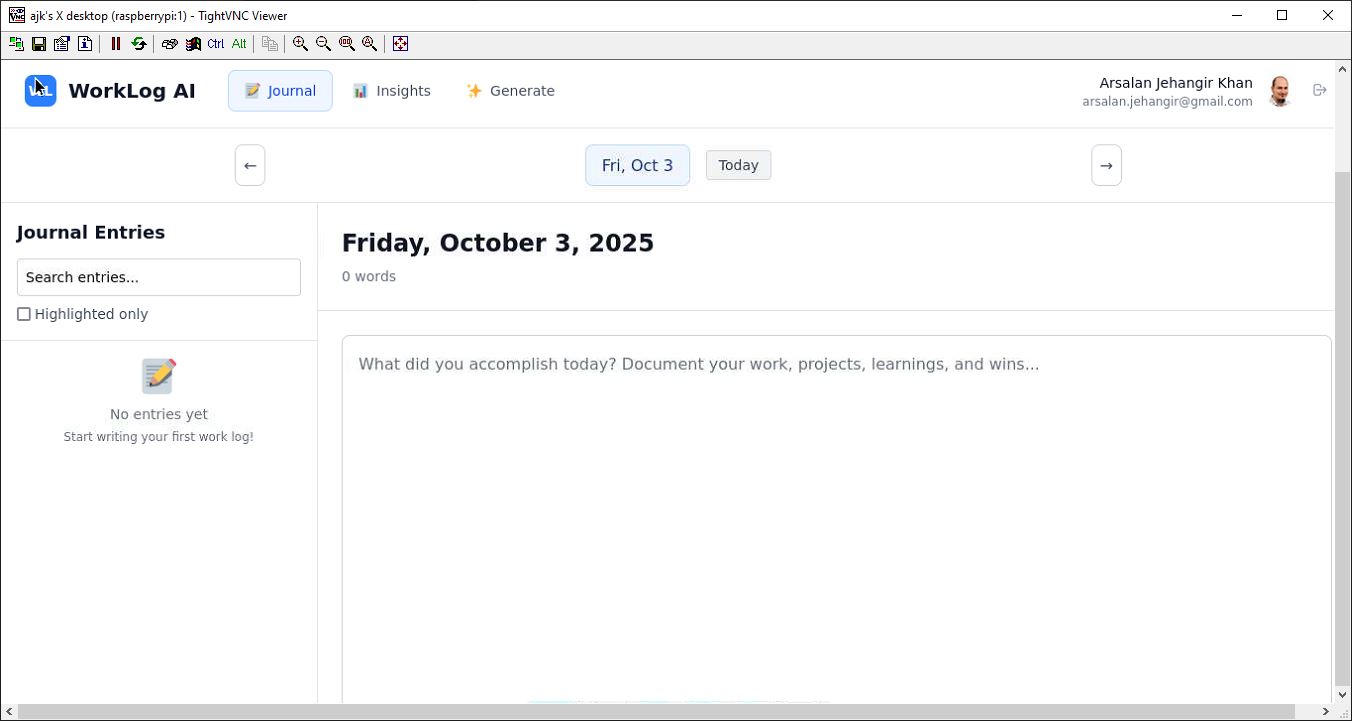 ajk's X desktop (raspberrypi:1) - TightVNC Viewer
Ctrl Alt
WorkLog AI
Journal
Insights
Generate
Arsalan Jehangir Khan
arsalan.jehangir@gmail.com
←
Fri, Oct 3
Today
→
Journal Entries
Search entries...
Highlighted only
No entries yet
Start writing your first work log!
Friday, October 3, 2025
0 words
What did you accomplish today? Document your work, projects, learnings, and wins...